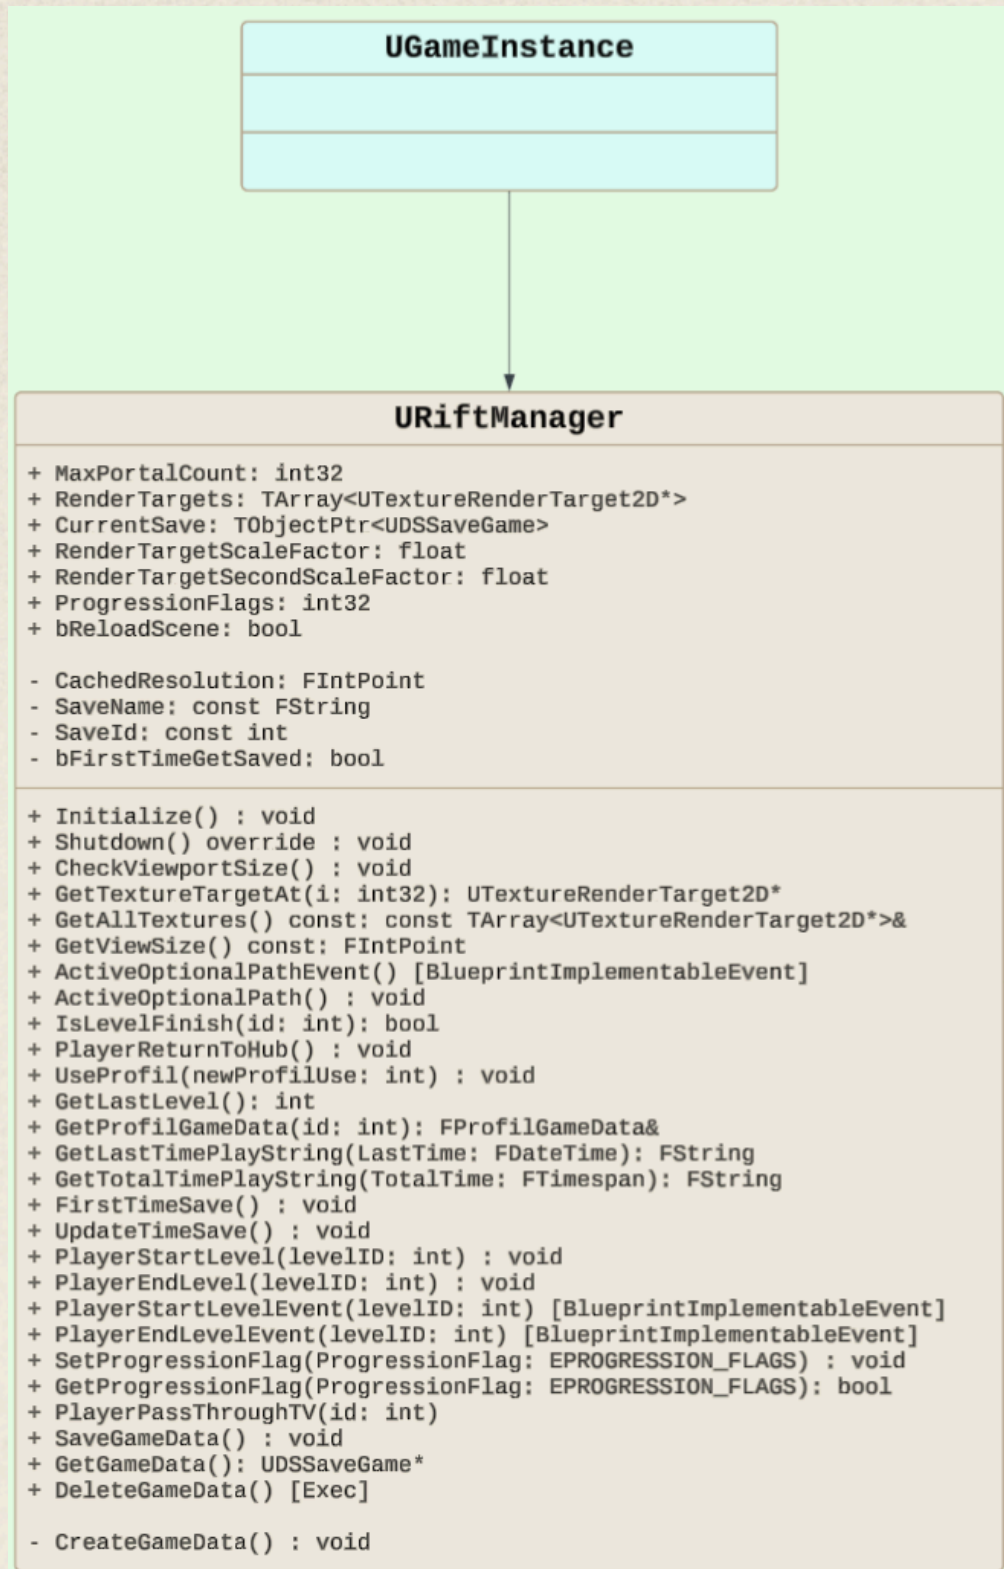 UGameInstance
URiftManager
+ MaxPortalCount: int32
+ RenderTargets: TArray<UTextureRenderTarget2D*>
+ CurrentSave: TObjectPtr<UDSSaveGame>
+ RenderTargetScaleFactor: float
+ RenderTargetSecondScaleFactor: float
+ ProgressionFlags: int32
+ bReloadScene: bool
- CachedResolution: FIntPoint
- SaveName: const FString
- SaveId: const int
- bFirstTimeGetSaved: bool
+ Initialize() : void
+ Shutdown() override : void
+ CheckViewportSize() : void
+ GetTextureTargetAt(i: int32): UTextureRenderTarget2D*
+ GetAllTextures() const: const TArray<UTextureRenderTarget2D*>&
+ GetViewSize() const: FIntPoint
+ ActiveOptionalPathEvent() [BlueprintImplementableEvent]
+ ActiveOptionalPath() : void
+ IsLevelFinish(id: int): bool
+ PlayerReturnToHub() : void
+ UseProfil(newProfilUse: int) : void
+ GetLastLevel(): int
+ GetProfilGameData(id: int): FProfilGameData&
+ GetLastTimePlayString(LastTime: FDateTime): FString
+ GetTotalTimePlayString(TotalTime: FTimespan): FString
+ FirstTimeSave() : void
+ UpdateTimeSave() : void
+ PlayerStartLevel(levelID: int) : void
+ PlayerEndLevel(levelID: int) : void
+ PlayerStartLevelEvent(levelID: int) [BlueprintImplementableEvent]
+ PlayerEndLevelEvent(levelID: int) [BlueprintImplementableEvent]
+ SetProgressionFlag(ProgressionFlag: EPROGRESSION_FLAGS) : void
+ GetProgressionFlag(ProgressionFlag: EPROGRESSION_FLAGS): bool
+ PlayerPassThroughTV(id: int)
+ SaveGameData() : void
+ GetGameData(): UDSSaveGame*
+ DeleteGameData() [Exec]
- CreateGameData() : void